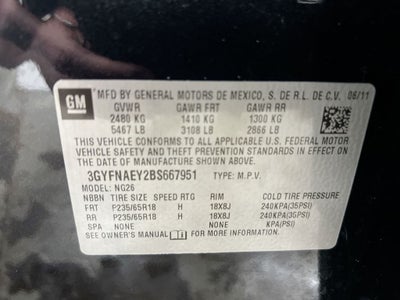 GM
MFD BY GENERAL MOTORS DE MEXICO, S. DE R.L. DE C.V. 06/11
GVWR GAWR FRT GAWR RR
2480 KG 1410 KG 1300 KG
5467 LB 3108 LB 2866 LB
THIS VEHICLE CONFORMS TO ALL APPLICABLE U.S. FEDERAL MOTOR
VEHICLE SAFETY AND THEFT PREVENTION STANDARDS IN EFFECT
ON THE DATE OF MANUFACTURE SHOWN ABOVE.
3GYFNAEY2BS667951 TYPE: M.P.V.
MODEL: NG26
NBBN TIRE SIZE SPEED RTG RIM COLD TIRE PRESSURE
FRT P235/65R18 H 18X8J 240KPA(35PSI)
RR P235/65R18 H 18X8J 240KPA(35PSI)
SPA NONE NONE KPA(PSI)
SEE OWNER'S MANUAL FOR ADDITIONAL INFORMATION.